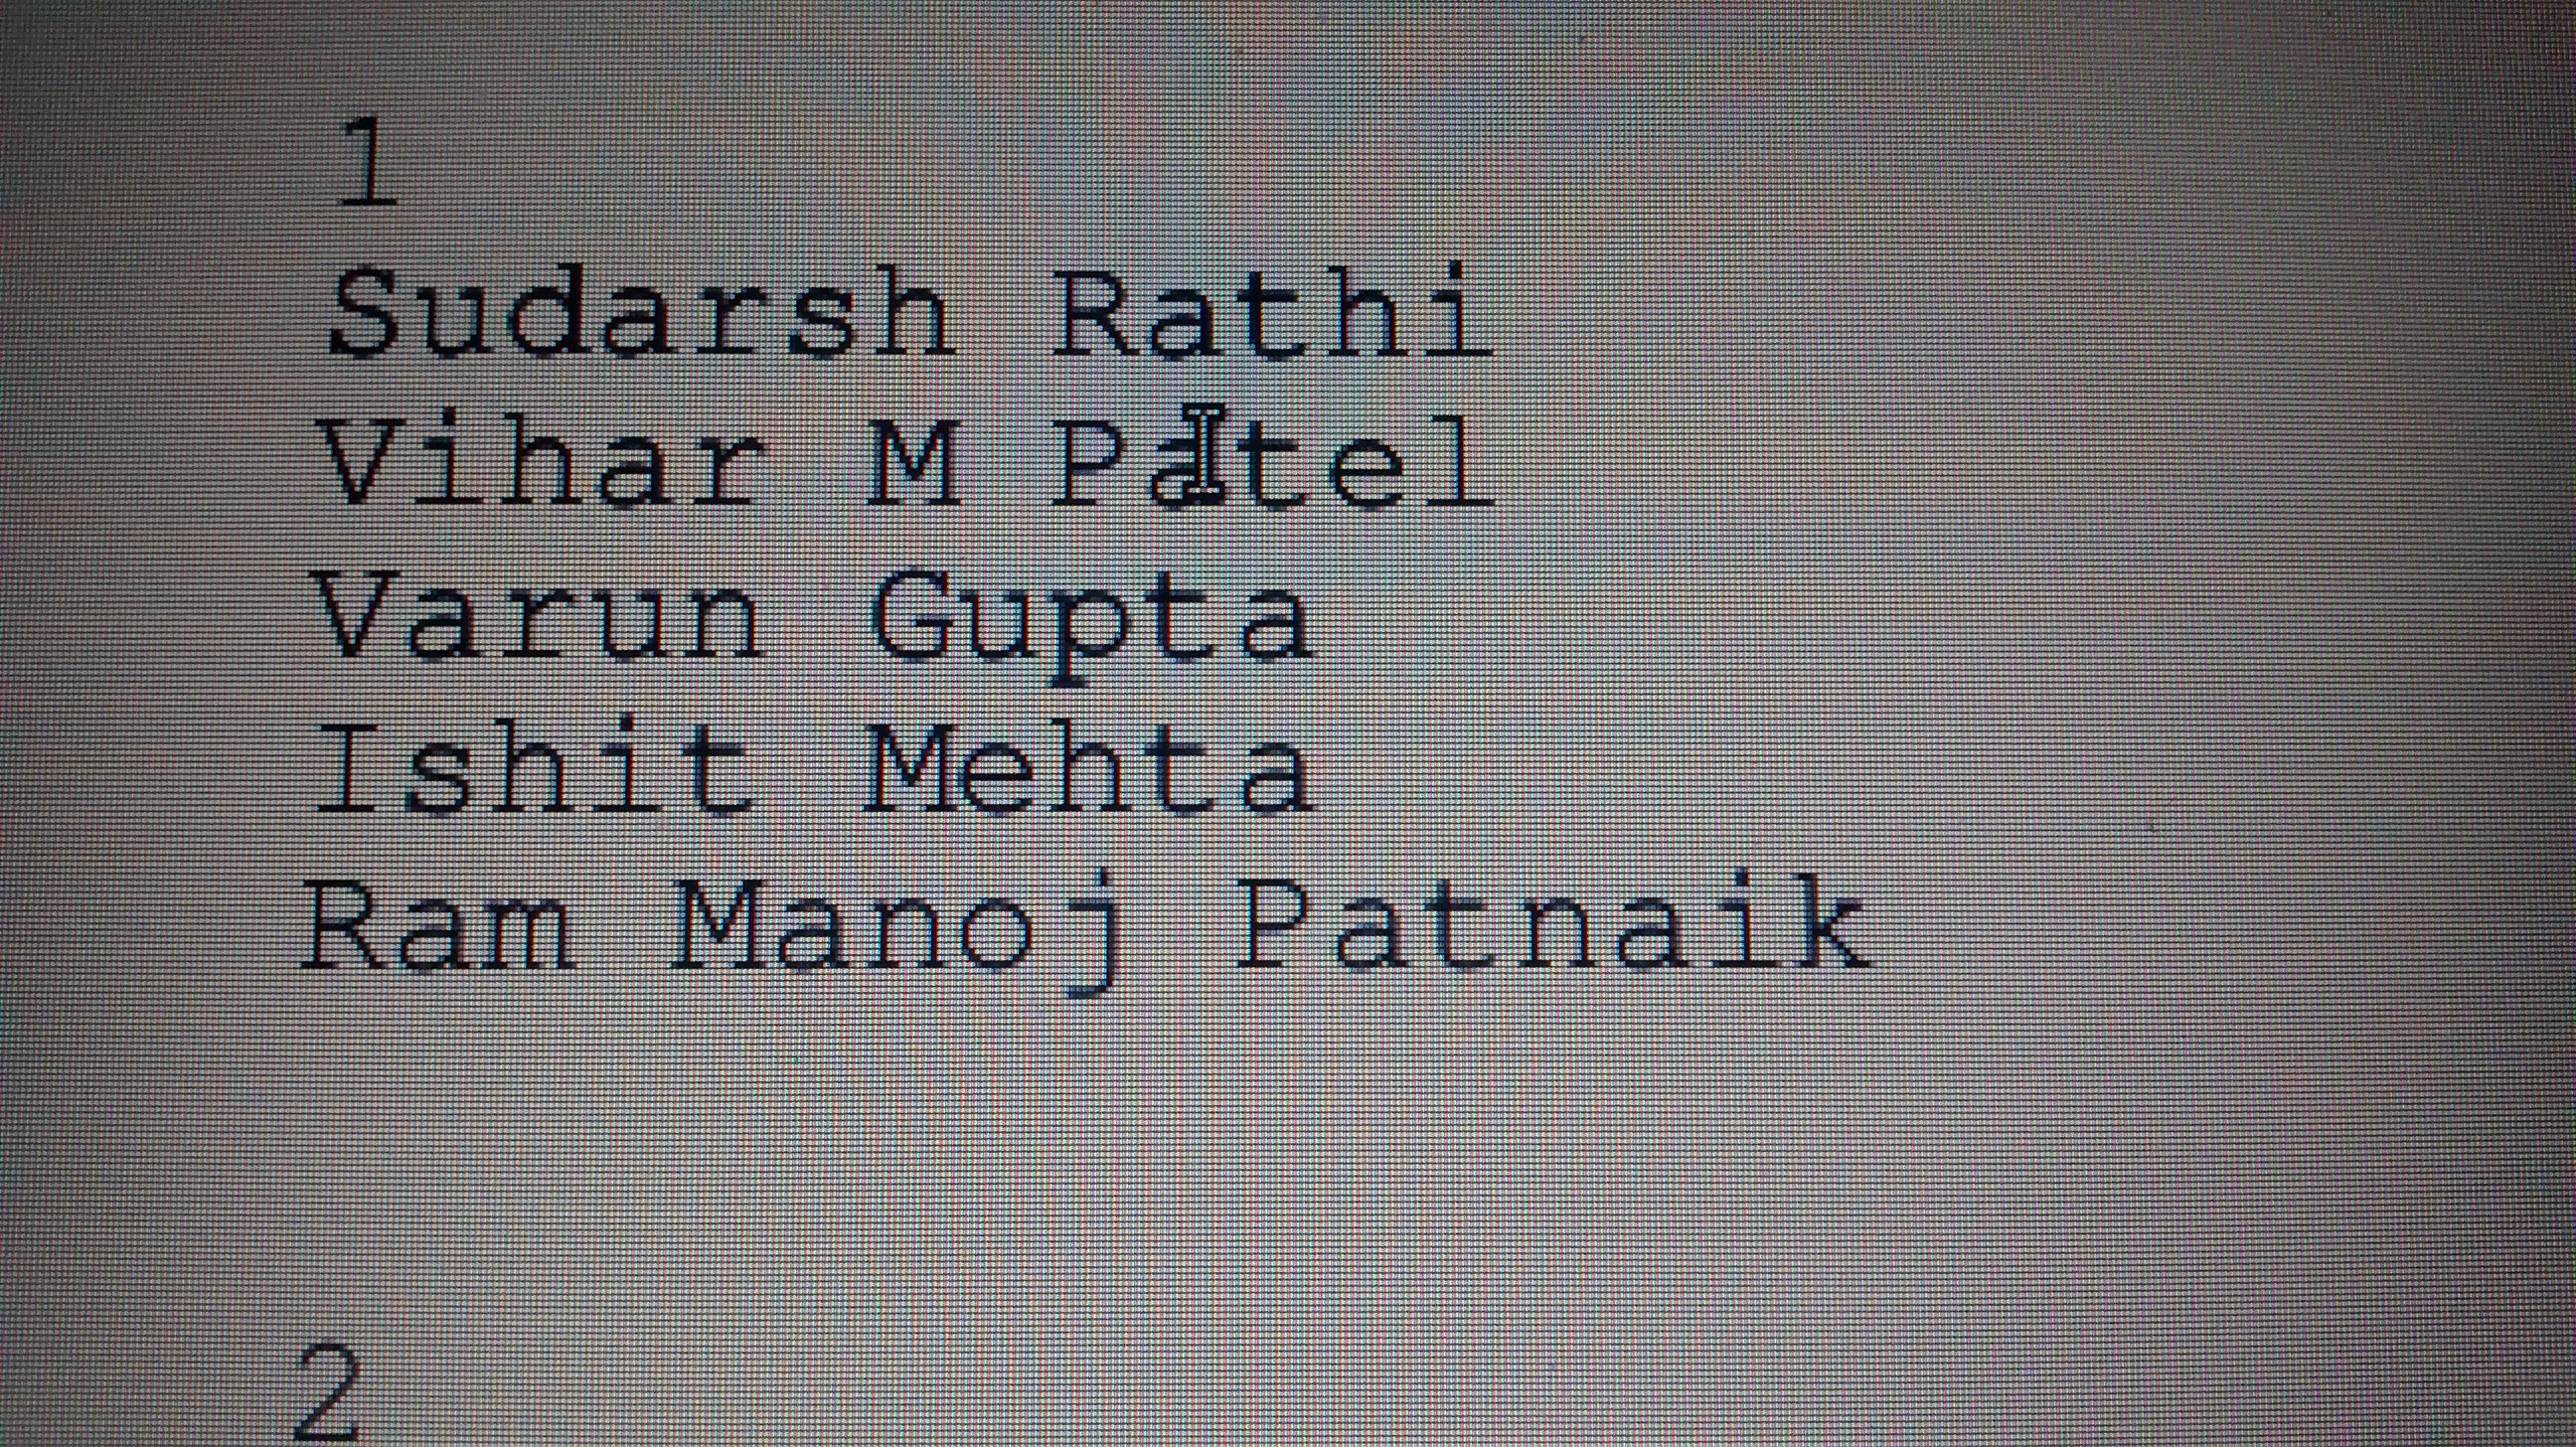 1
Sudarsh Rathi
Vihar M Patel
Varun Gupta
Ishit Mehta
Ram Manoj Patnaik
2